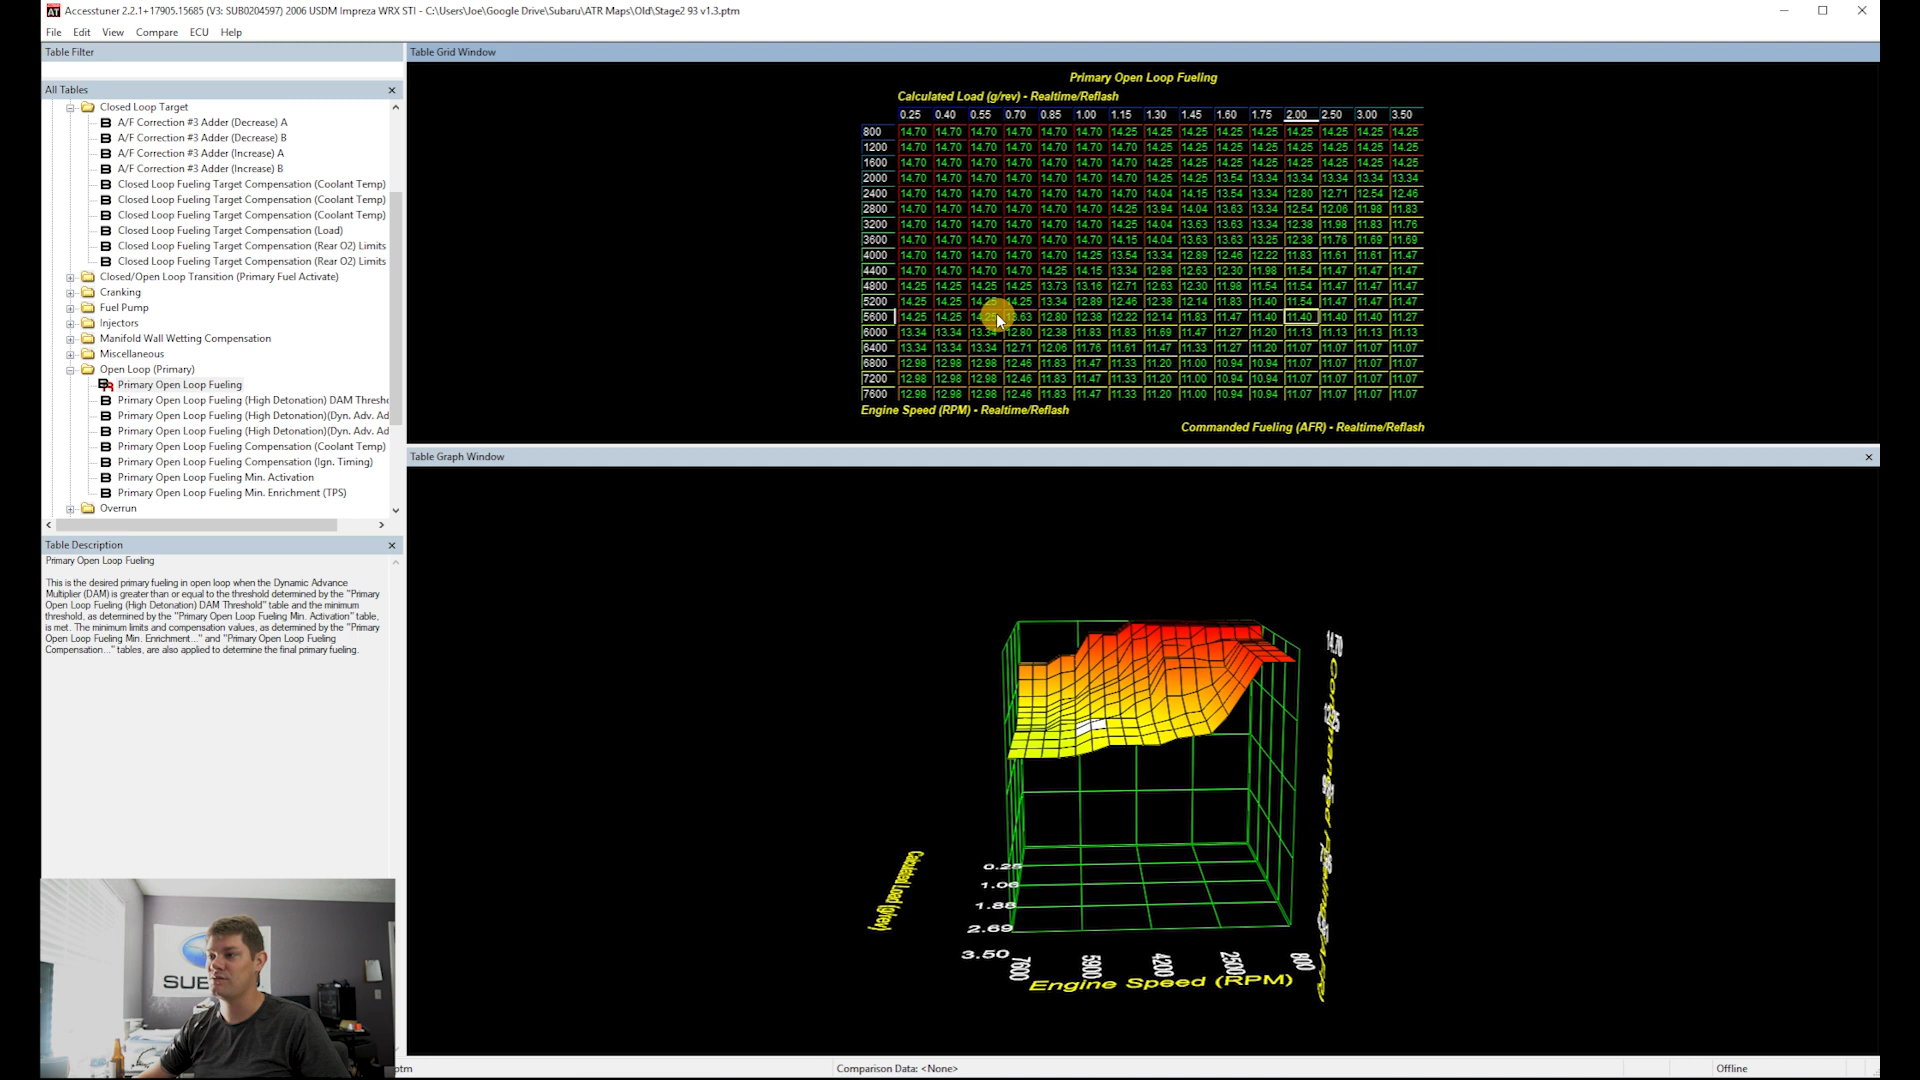 Accesstuner 2.2.1+17905.15685 (V3: SUB0204597) 2006 USDM Impreza WRX STI - C:\Users\Joe\Google Drive\Subaru\ATR Maps\Old\Stage2 93 v1.3.ptm
File Edit View Compare ECU Help
Table Filter
All Tables
Closed Loop Target
A/F Correction #3 Adder (Decrease) A
A/F Correction #3 Adder (Decrease) B
A/F Correction #3 Adder (Increase) A
A/F Correction #3 Adder (Increase) B
Closed Loop Fueling Target Compensation (Coolant Temp)
Closed Loop Fueling Target Compensation (Coolant Temp)
Closed Loop Fueling Target Compensation (Coolant Temp)
Closed Loop Fueling Target Compensation (Load)
Closed Loop Fueling Target Compensation (Rear O2) Limits
Closed Loop Fueling Target Compensation (Rear O2) Limits
Closed/Open Loop Transition (Primary Fuel Activate)
Cranking
Fuel Pump
Injectors
Manifold Wall Wetting Compensation
Miscellaneous
Open Loop (Primary)
Primary Open Loop Fueling
Primary Open Loop Fueling (High Detonation) DAM Thresho
Primary Open Loop Fueling (High Detonation)(Dyn. Adv. Ad
Primary Open Loop Fueling (High Detonation)(Dyn. Adv. Ad
Primary Open Loop Fueling Compensation (Coolant Temp)
Primary Open Loop Fueling Compensation (Ign. Timing)
Primary Open Loop Fueling Min. Activation
Primary Open Loop Fueling Min. Enrichment (TPS)
Overrun
Table Description
Primary Open Loop Fueling
This is the desired primary fueling in open loop when the Dynamic Advance
Multiplier (DAM) is greater than or equal to the threshold determined by the "Primary
Open Loop Fueling (High Detonation) DAM Threshold" table and the minimum
threshold, as determined by the "Primary Open Loop Fueling Min. Activation" table,
is met. The minimum limits and compensation values, as determined by the "Primary
Open Loop Fueling Min. Enrichment..." and "Primary Open Loop Fueling
Compensation..." tables, are also applied to determine the final primary fueling.
SU
Table Grid Window
Primary Open Loop Fueling
Calculated Load (g/rev) - Realtime/Reflash
0.25 0.40 0.55 0.70 0.85 1.00 1.15 1.30 1.45 1.60 1.75 2.00 2.50 3.00 3.50
800 14.70 14.70 14.70 14.70 14.70 14.70 14.25 14.25 14.25 14.25 14.25 14.25 14.25 14.25 14.25
1200 14.70 14.70 14.70 14.70 14.70 14.70 14.70 14.25 14.25 14.25 14.25 14.25 14.25 14.25 14.25
1600 14.70 14.70 14.70 14.70 14.70 14.70 14.70 14.25 14.25 14.25 14.25 14.25 14.25 14.25 14.25
2000 14.70 14.70 14.70 14.70 14.70 14.70 14.70 14.25 14.25 13.54 13.34 13.34 13.34 13.34 13.34
2400 14.70 14.70 14.70 14.70 14.70 14.70 14.70 14.04 14.15 13.54 13.34 12.80 12.71 12.54 12.46
2800 14.70 14.70 14.70 14.70 14.70 14.70 14.25 13.94 14.04 13.63 13.34 12.54 12.06 11.98 11.83
3200 14.70 14.70 14.70 14.70 14.70 14.70 14.25 14.04 13.63 13.63 13.34 12.38 11.98 11.83 11.76
3600 14.70 14.70 14.70 14.70 14.70 14.70 14.15 14.04 13.63 13.63 13.25 12.38 11.76 11.69 11.69
4000 14.70 14.70 14.70 14.70 14.70 14.25 13.54 13.34 12.89 12.46 12.22 11.83 11.61 11.61 11.47
4400 14.70 14.70 14.70 14.70 14.25 14.15 13.34 12.98 12.63 12.30 11.98 11.54 11.47 11.47 11.47
4800 14.25 14.25 14.25 14.25 13.73 13.16 12.71 12.63 12.30 11.98 11.54 11.54 11.47 11.47 11.47
5200 14.25 14.25 14.25 14.25 13.34 12.89 12.46 12.38 12.14 11.83 11.40 11.54 11.47 11.47 11.47
5600 14.25 14.25 14.25 13.63 12.80 12.38 12.22 12.14 11.83 11.47 11.40 11.40 11.40 11.40 11.27
6000 13.34 13.34 13.34 12.80 12.38 11.83 11.83 11.69 11.47 11.27 11.20 11.13 11.13 11.13 11.13
6400 13.34 13.34 13.34 12.71 12.06 11.76 11.61 11.47 11.33 11.27 11.20 11.07 11.07 11.07 11.07
6800 12.98 12.98 12.98 12.46 11.83 11.47 11.33 11.20 11.00 10.94 10.94 11.07 11.07 11.07 11.07
7200 12.98 12.98 12.98 12.46 11.83 11.47 11.33 11.20 11.00 10.94 10.94 11.07 11.07 11.07 11.07
7600 12.98 12.98 12.98 12.46 11.83 11.47 11.33 11.20 11.00 10.94 10.94 11.07 11.07 11.07 11.07
Engine Speed (RPM) - Realtime/Reflash
Commanded Fueling (AFR) - Realtime/Reflash
Table Graph Window
14.70
Calculated Load (g/rev)
0.25
1.06
1.88
2.69
3.50
7600 5900 4200 2500 800
Engine Speed (RPM)
ptm
Comparison Data: <None>
Offline